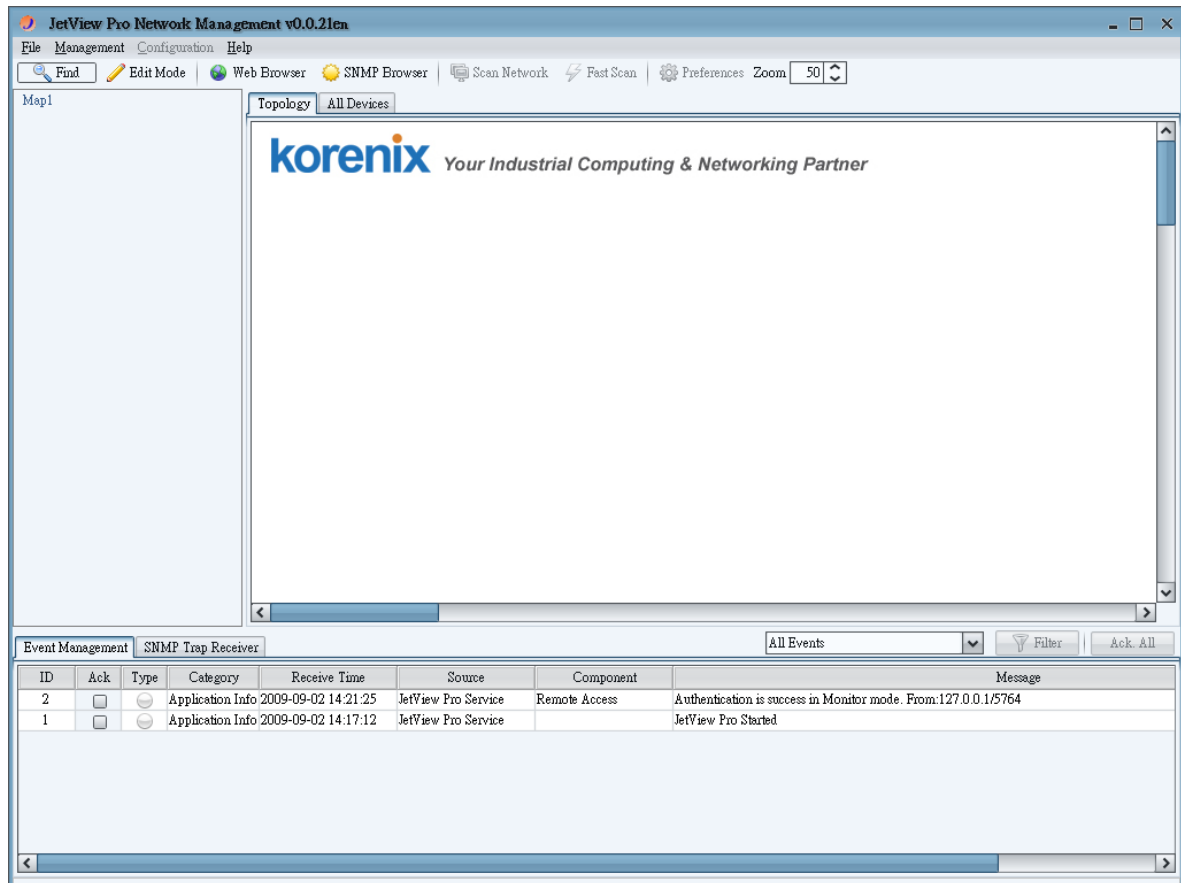 JetView Pro Network Management v0.0.21en
File Management Configuration Help
Find Edit Mode Web Browser SNMP Browser Scan Network Fast Scan Preferences Zoom 50
Map1
Topology All Devices
korenix Your Industrial Computing & Networking Partner
Event Management SNMP Trap Receiver All Events Filter Ack. All
ID Ack Type Category Receive Time Source Component Message
2 Application Info 2009-09-02 14:21:25 JetView Pro Service Remote Access Authentication is success in Monitor mode. From:127.0.0.1/5764
1 Application Info 2009-09-02 14:17:12 JetView Pro Service JetView Pro Started